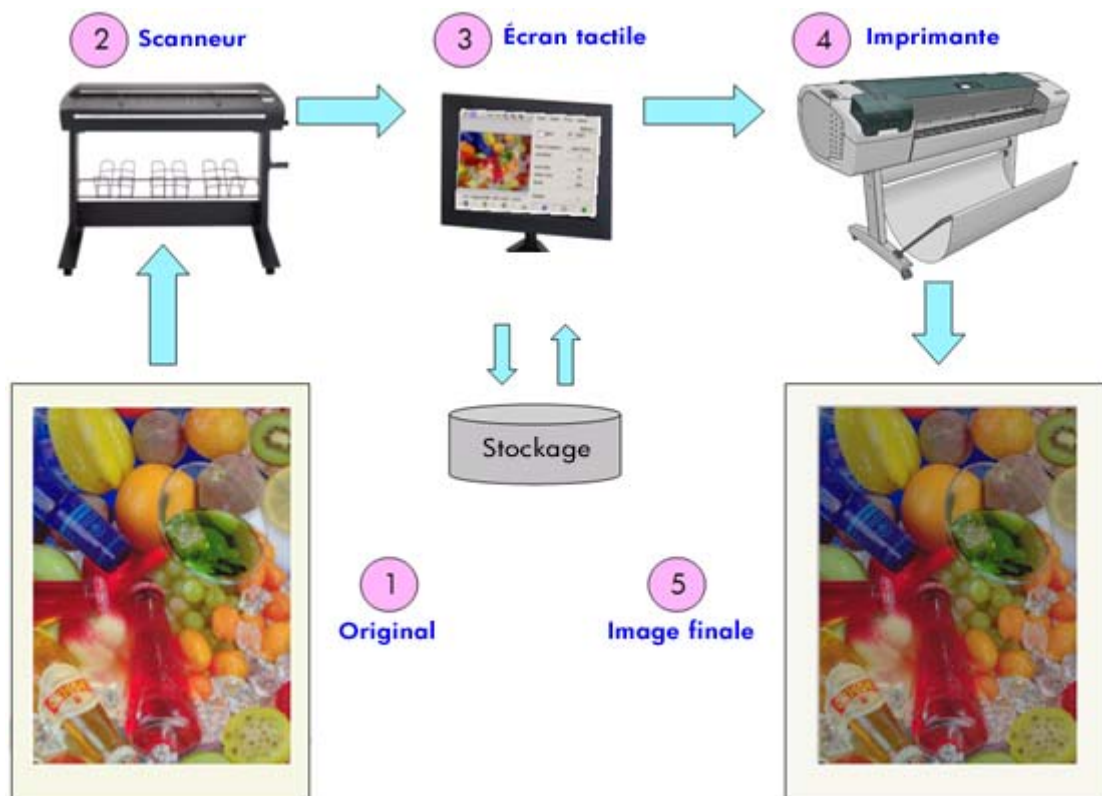 2 Scanneur
3 Écran tactile
4 Imprimante
Stockage
1
Original
5
Image finale